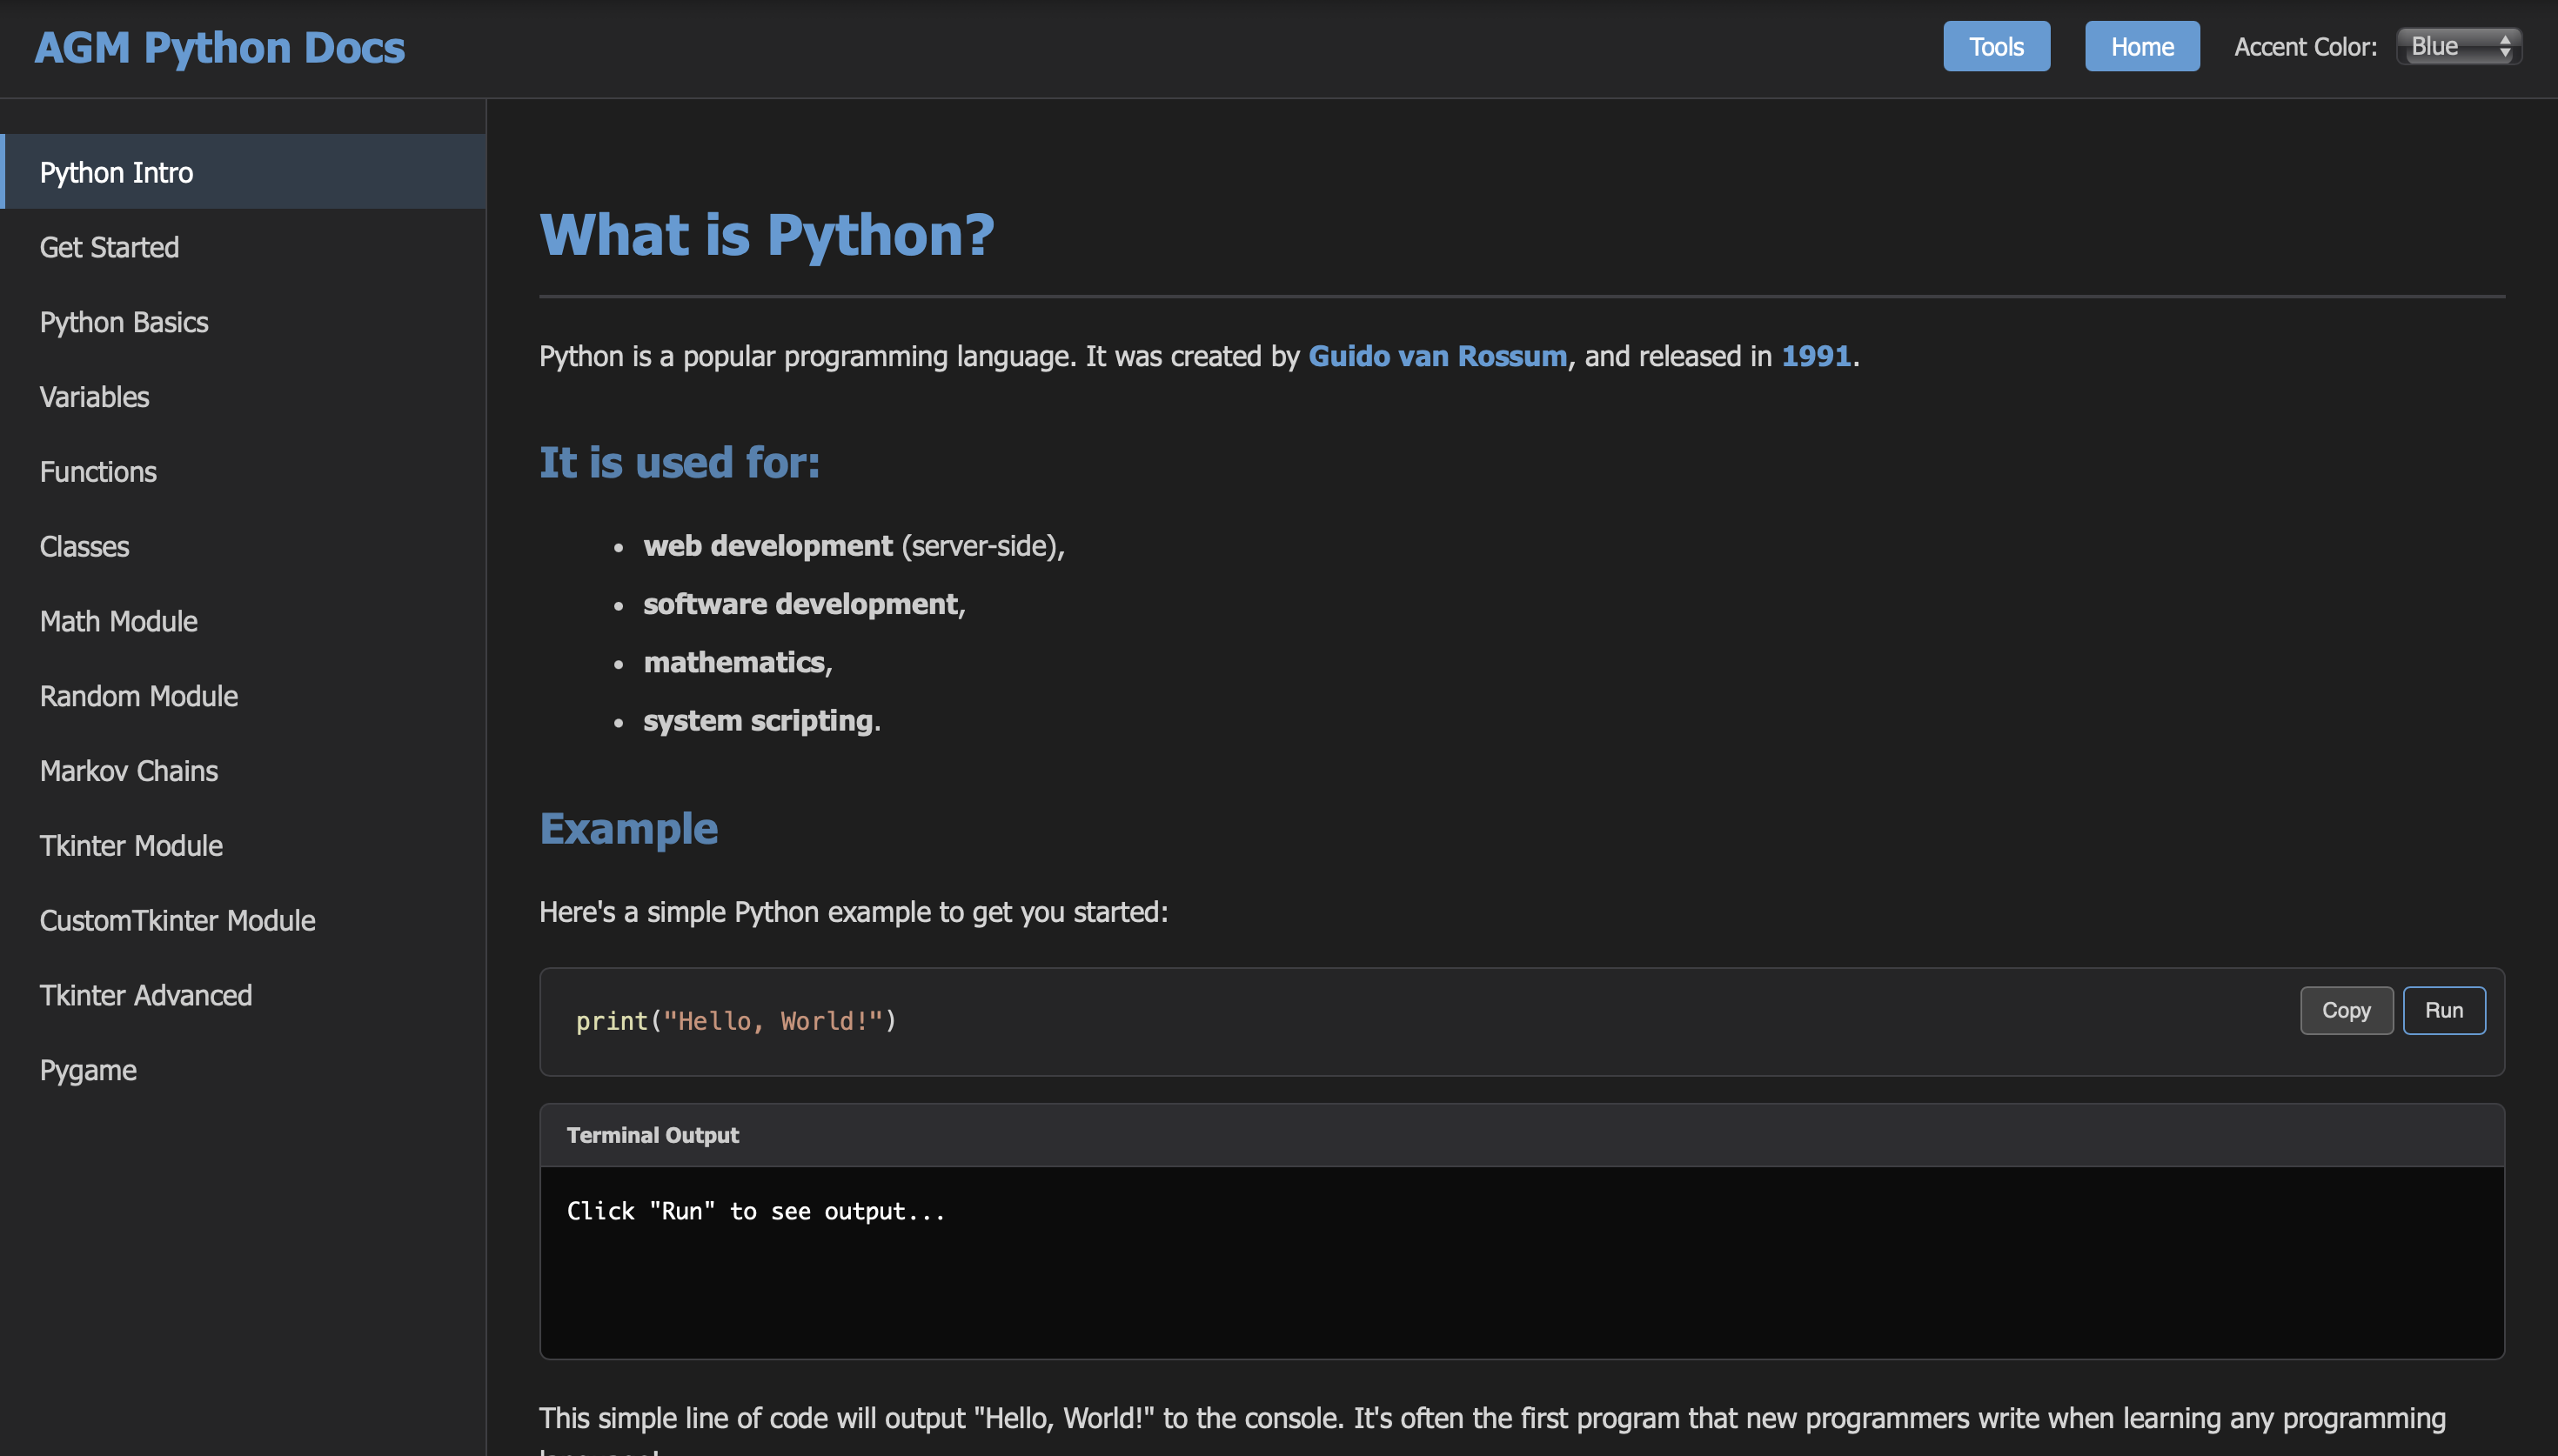 AGM Python Docs
Tools
Home
Accent Color:
Blue
Python Intro
Get Started
Python Basics
Variables
Functions
Classes
Math Module
Random Module
Markov Chains
Tkinter Module
CustomTkinter Module
Tkinter Advanced
Pygame
What is Python?
Python is a popular programming language. It was created by Guido van Rossum, and released in 1991.
It is used for:
• web development (server-side),
• software development,
• mathematics,
• system scripting.
Example
Here's a simple Python example to get you started:
print("Hello, World!")
Copy
Run
Terminal Output
Click "Run" to see output...
This simple line of code will output "Hello, World!" to the console. It's often the first program that new programmers write when learning any programming